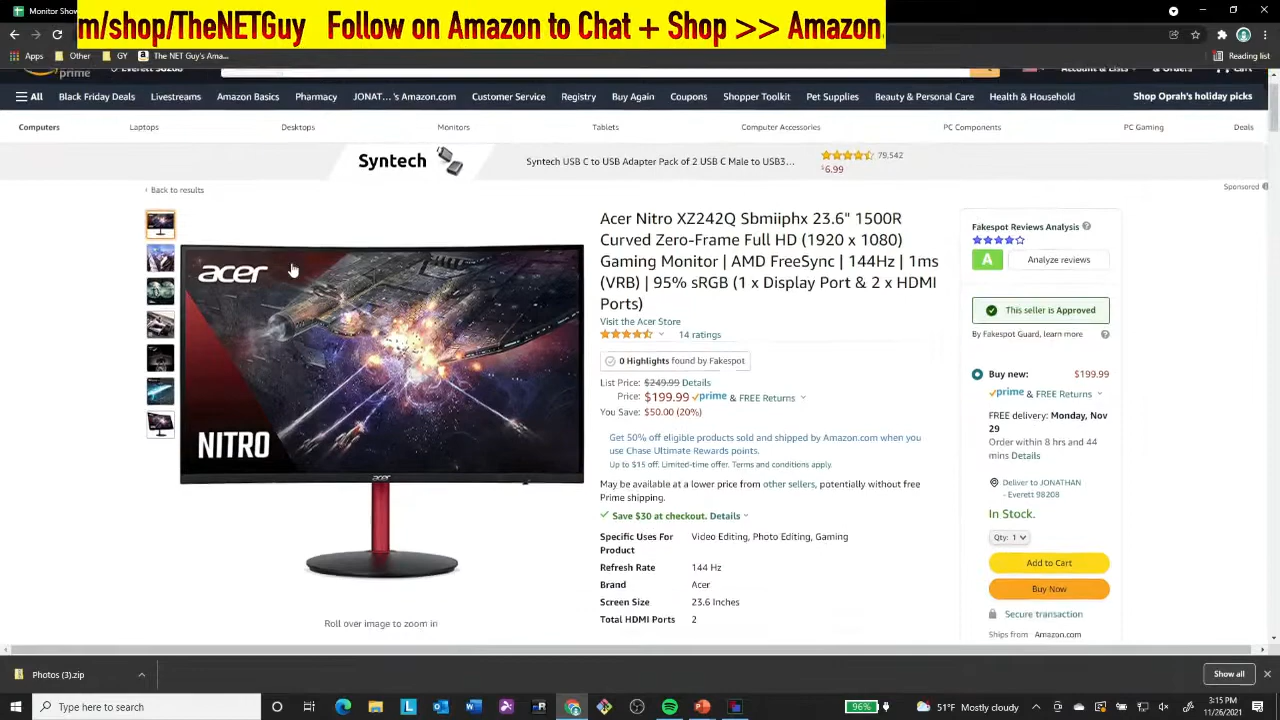 Monitor Show
m/shop/TheNETGuy Follow on Amazon to Chat + Shop >> Amazon.
Apps Other GY The NET Guy's Ama... Reading list
All Black Friday Deals Livestreams Amazon Basics Pharmacy JONAT...'s Amazon.com Customer Service Registry Buy Again Coupons Shopper Toolkit Pet Supplies Beauty & Personal Care Health & Household Shop Oprah's holiday picks
Computers Laptops Desktops Monitors Tablets Computer Accessories PC Components PC Gaming Deals
Syntech Syntech USB C to USB Adapter Pack of 2 USB C Male to USB3... 79,542
$6.99
‹ Back to results
Sponsored
Acer Nitro XZ242Q Sbmiiphx 23.6" 1500R
Curved Zero-Frame Full HD (1920 x 1080)
Gaming Monitor | AMD FreeSync | 144Hz | 1ms
(VRB) | 95% sRGB (1 x Display Port & 2 x HDMI
Ports)
Visit the Acer Store
14 ratings
0 Highlights found by Fakespot
List Price: $249.99 Details
Price: $199.99 prime & FREE Returns
You Save: $50.00 (20%)
Get 50% off eligible products sold and shipped by Amazon.com when you
use Chase Ultimate Rewards points.
Up to $15 off. Limited-time offer. Terms and conditions apply.
May be available at a lower price from other sellers, potentially without free
Prime shipping.
Save $30 at checkout. Details
Specific Uses For Product Video Editing, Photo Editing, Gaming
Refresh Rate 144 Hz
Brand Acer
Screen Size 23.6 Inches
Total HDMI Ports 2
acer
NITRO
acer
Roll over image to zoom in
Fakespot Reviews Analysis
A Analyze reviews
This seller is Approved
By Fakespot Guard, learn more
Buy new: $199.99
prime & FREE Returns
FREE delivery: Monday, Nov
29
Order within 8 hrs and 44
mins Details
Deliver to JONATHAN
- Everett 98208
In Stock.
Qty: 1
Add to Cart
Buy Now
Secure transaction
Ships from Amazon.com
Photos (3).zip
Show all
Type here to search
96%
51°F Mostly cloudy
3:15 PM
11/26/2021